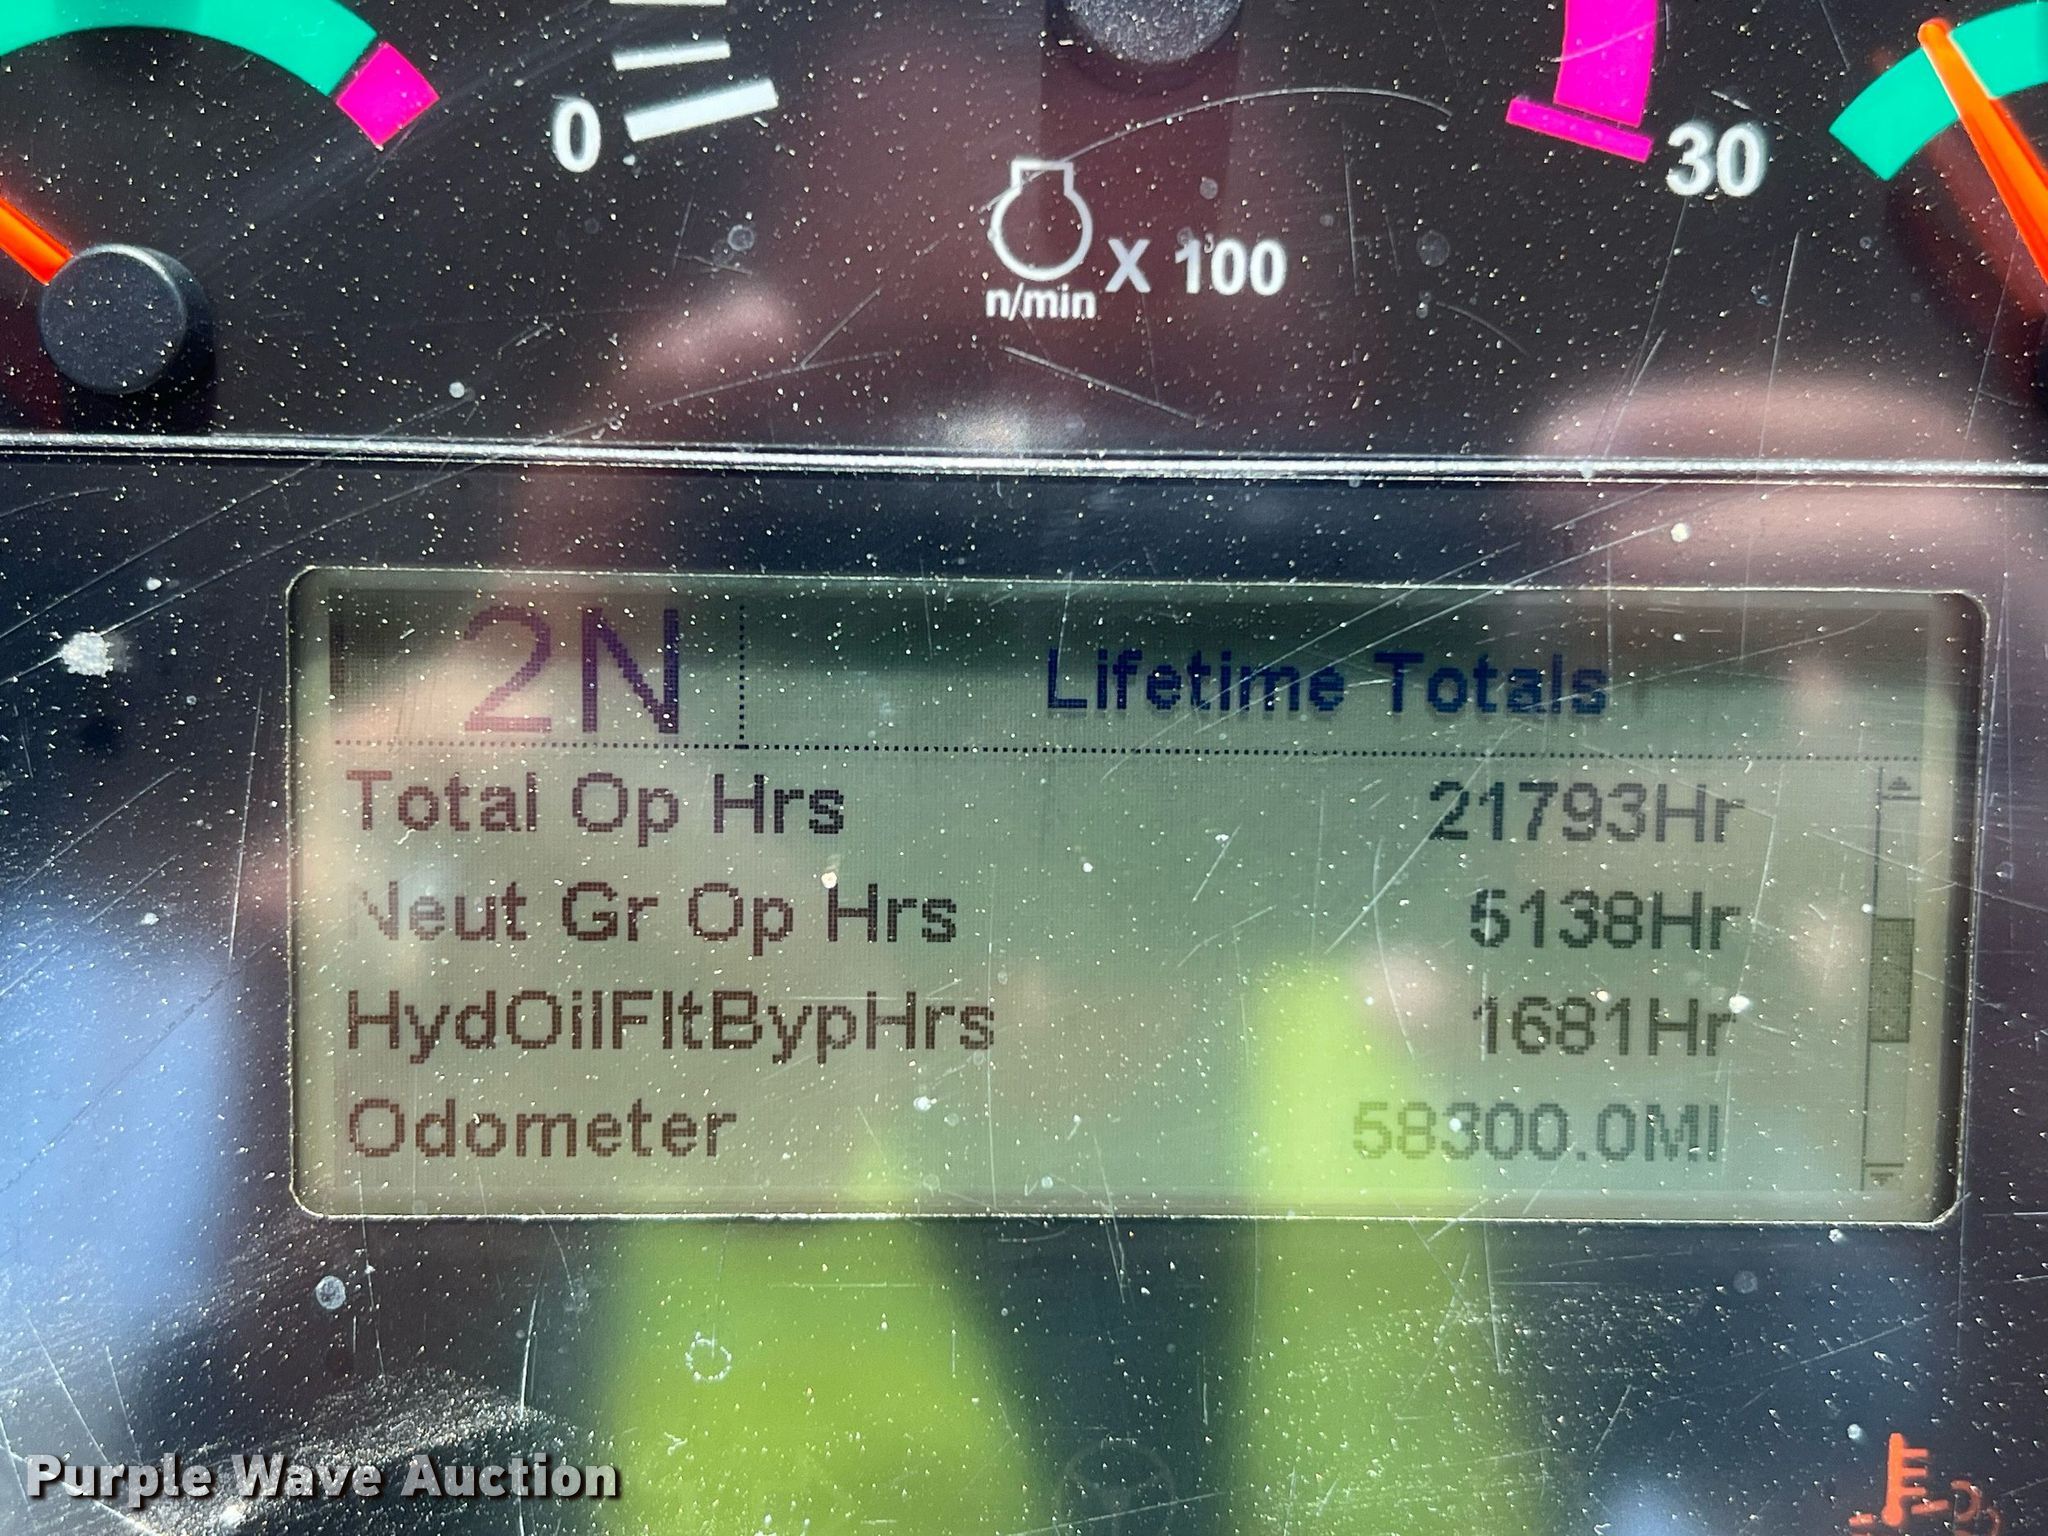 0
30
n/min X 100
2N Lifetime Totals
Total Op Hrs 21793Hr
Neut Gr Op Hrs 5138Hr
HydOilFltBypHrs 1681Hr
Odometer 58300.0MI
Purple Wave Auction